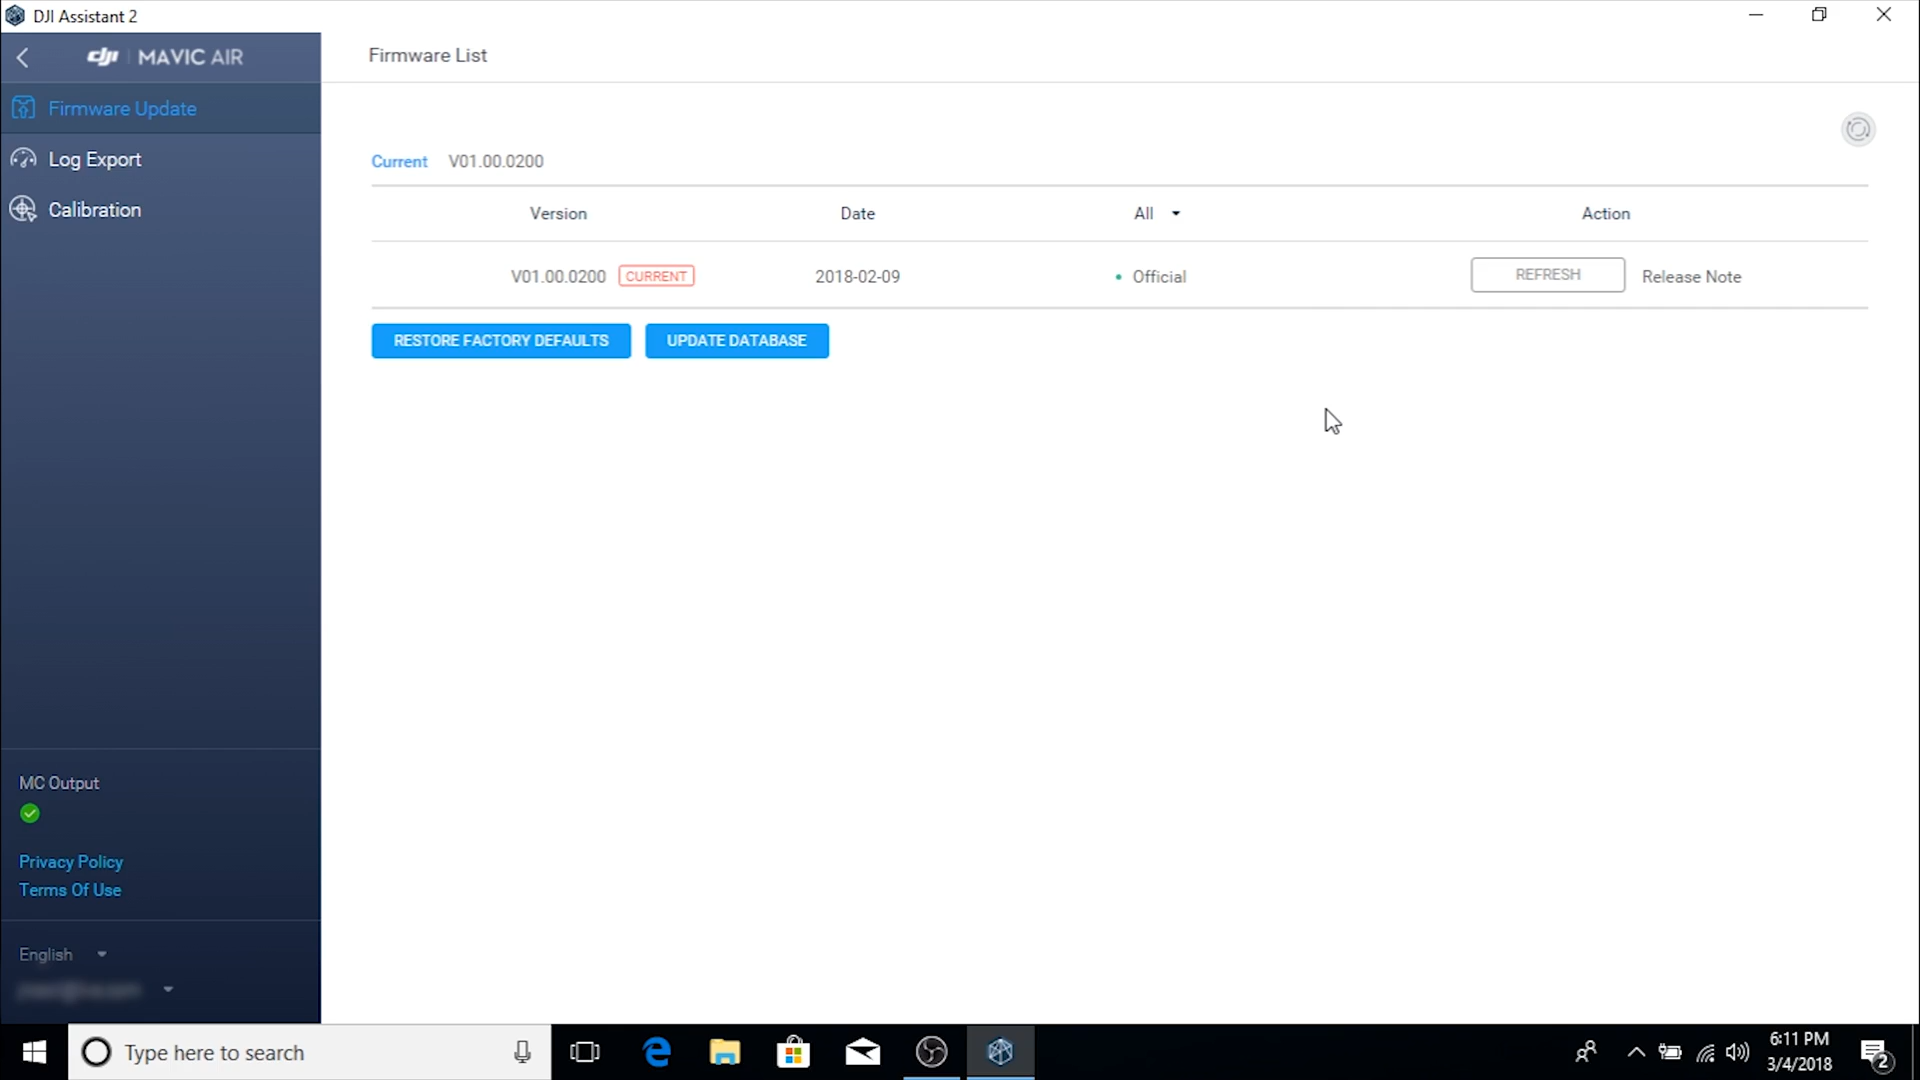 DJI Assistant 2
dji MAVIC AIR
Firmware Update
Log Export
Calibration
MC Output
Privacy Policy
Terms Of Use
English
Firmware List
Current V01.00.0200
Version Date All Action
V01.00.0200 CURRENT 2018-02-09 • Official REFRESH Release Note
RESTORE FACTORY DEFAULTS UPDATE DATABASE
Type here to search
6:11 PM
3/4/2018
2